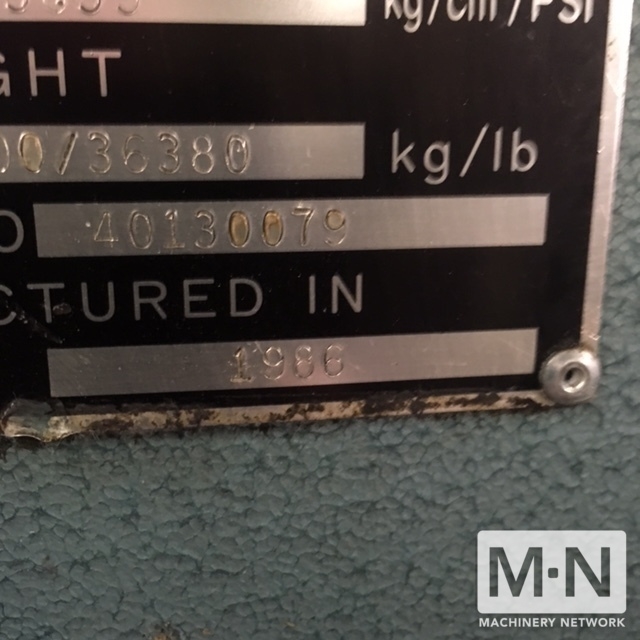 kg/cm²/PSI
GHT
00/36380 kg/lb
O 40130079
CTURED IN
1986
M·N
MACHINERY NETWORK